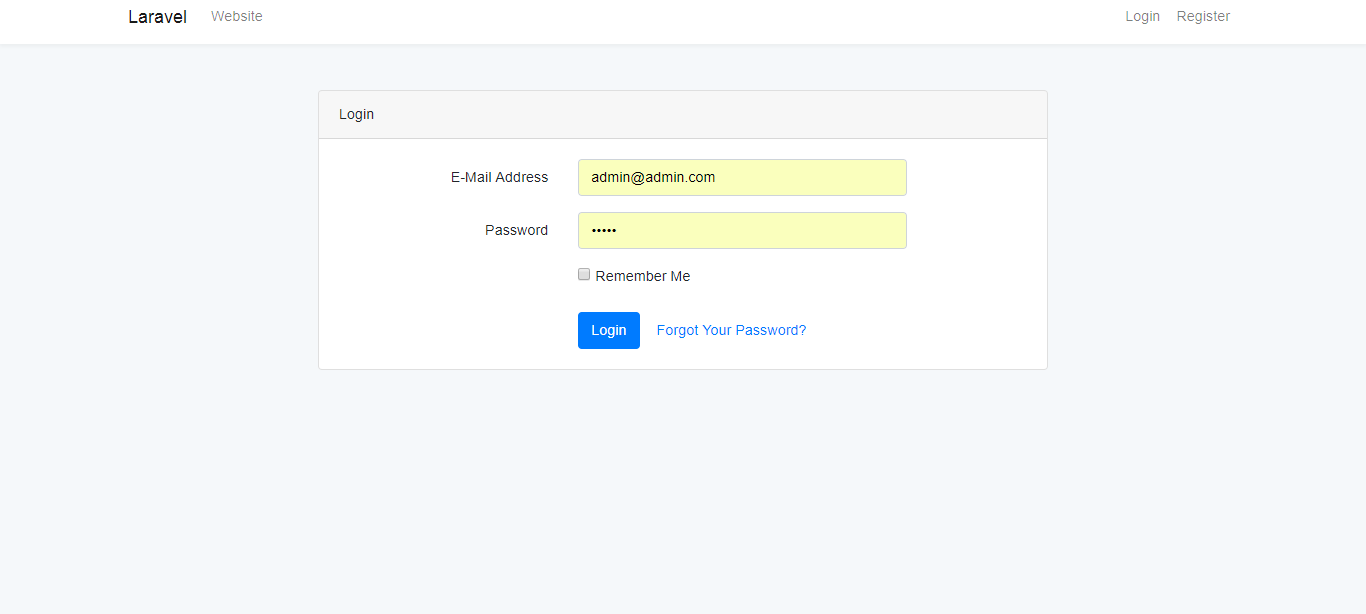 Laravel Website Login Register
Login
E-Mail Address admin@admin.com
Password •••••
Remember Me
Login Forgot Your Password?